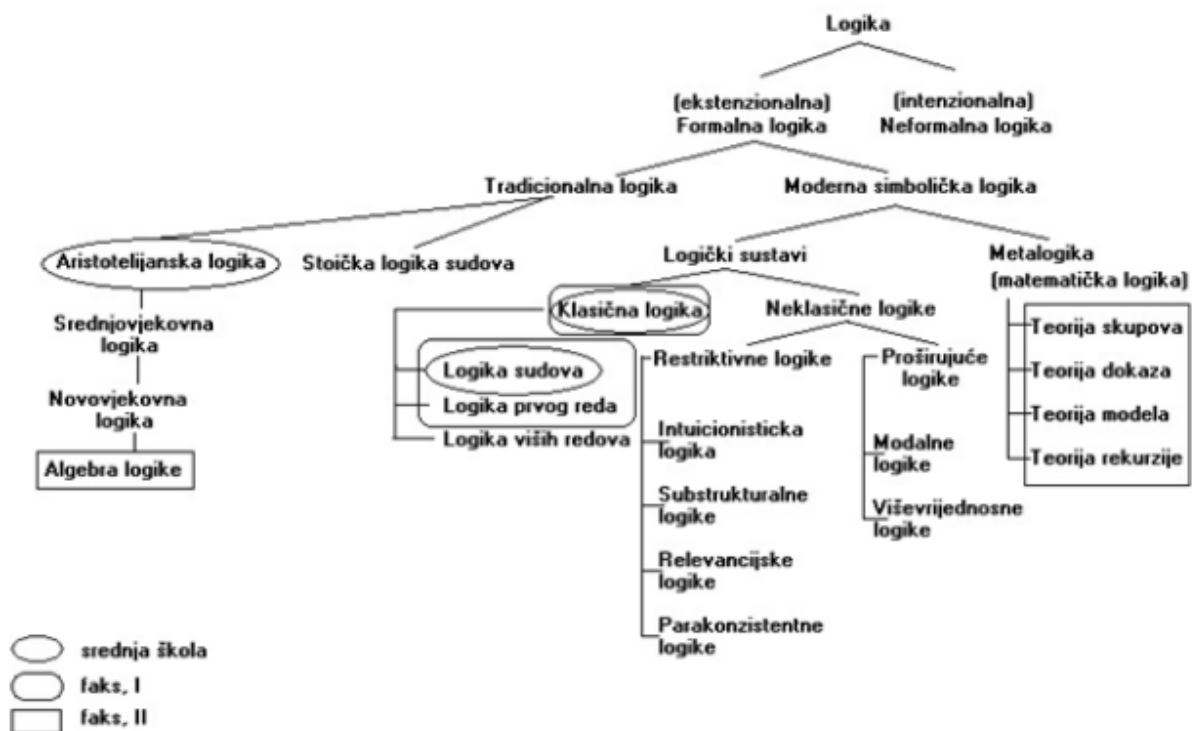 Logika
(ekstenzionalna)
Formalna logika
(intenzionalna)
Neformalna logika
Tradicionalna logika
Moderna simbolička logika
Aristotelijanska logika
Stoička logika sudova
Logički sustavi
Metalogika
(matematička logika)
Srednjovjekovna
logika
Novovjekovna
logika
Algebra logike
Klasična logika
Neklasične logike
Logika sudova
Logika prvog reda
Logika viših redova
Restriktivne logike
Intuicionisticka
logika
Substrukturalne
logike
Relevancijske
logike
Parakonzistentne
logike
Proširujuće
logike
Modalne
logike
Viševrijednosne
logike
Teorija skupova
Teorija dokaza
Teorija modela
Teorija rekurzije
srednja škola
faks, I
faks, II